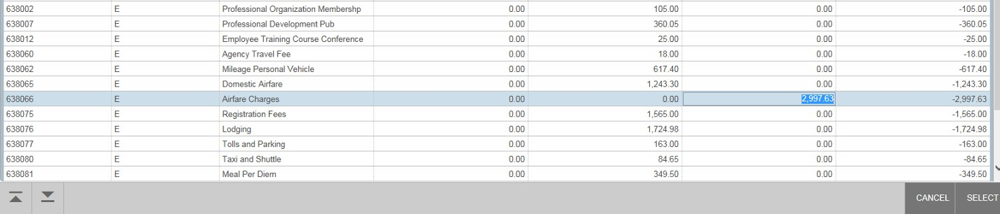 638002 E Professional Organization Membershp 0.00 105.00 0.00 -105.00
638007 E Professional Development Pub 0.00 360.05 0.00 -360.05
638012 E Employee Training Course Conference 0.00 25.00 0.00 -25.00
638060 E Agency Travel Fee 0.00 18.00 0.00 -18.00
638062 E Mileage Personal Vehicle 0.00 617.40 0.00 -617.40
638065 E Domestic Airfare 0.00 1,243.30 0.00 -1,243.30
638066 E Airfare Charges 0.00 0.00 2,997.63 -2,997.63
638075 E Registration Fees 0.00 1,565.00 0.00 -1,565.00
638076 E Lodging 0.00 1,724.98 0.00 -1,724.98
638077 E Tolls and Parking 0.00 163.00 0.00 -163.00
638080 E Taxi and Shuttle 0.00 84.65 0.00 -84.65
638081 E Meal Per Diem 0.00 349.50 0.00 -349.50
CANCEL SELECT